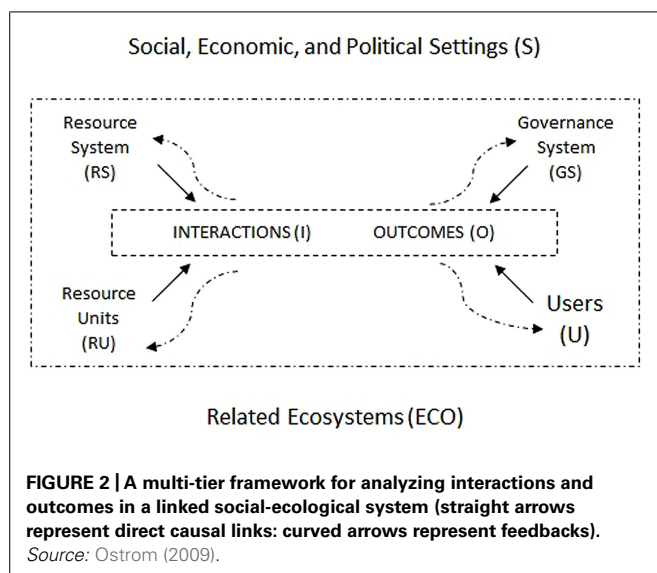 Social, Economic, and Political Settings (S)
Resource
System
(RS)
Governance
System
(GS)
INTERACTIONS (I) OUTCOMES (O)
Resource
Units
(RU)
Users
(U)
Related Ecosystems (ECO)
FIGURE 2 | A multi-tier framework for analyzing interactions and
outcomes in a linked social-ecological system (straight arrows
represent direct causal links: curved arrows represent feedbacks).
Source: Ostrom (2009).